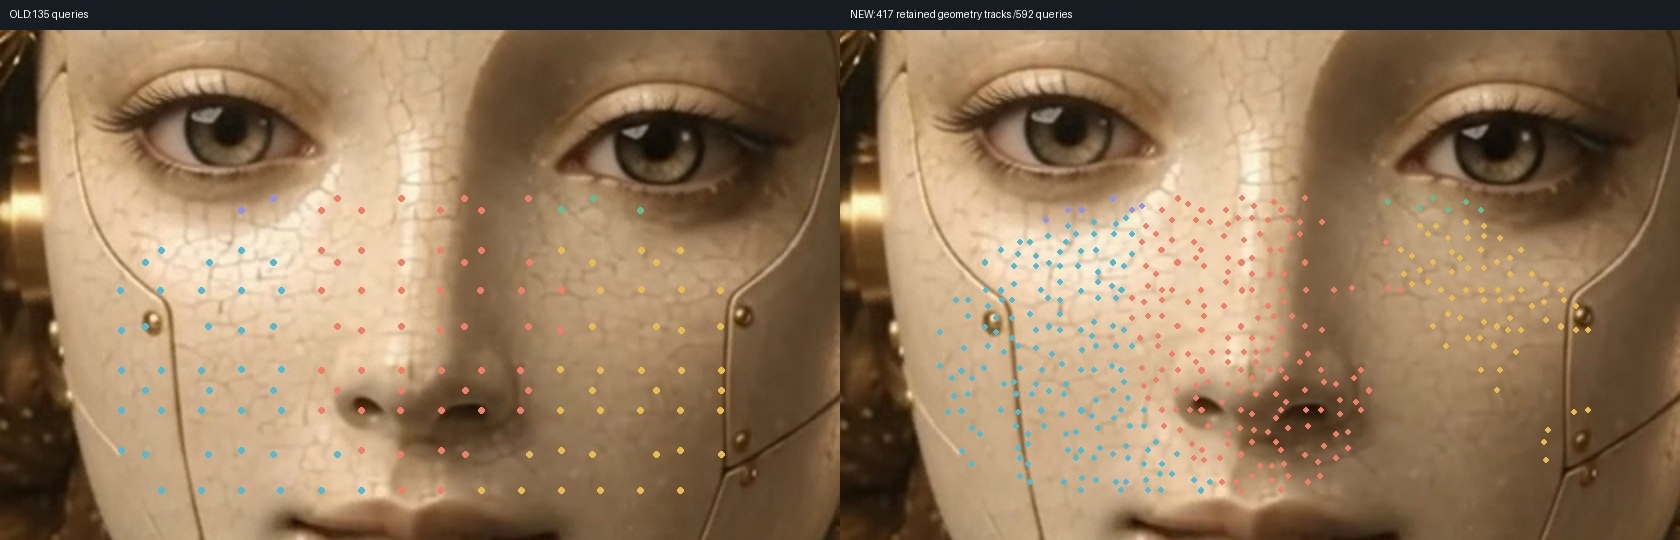 OLD: 135 queries
NEW: 417 retained geometry tracks / 592 queries